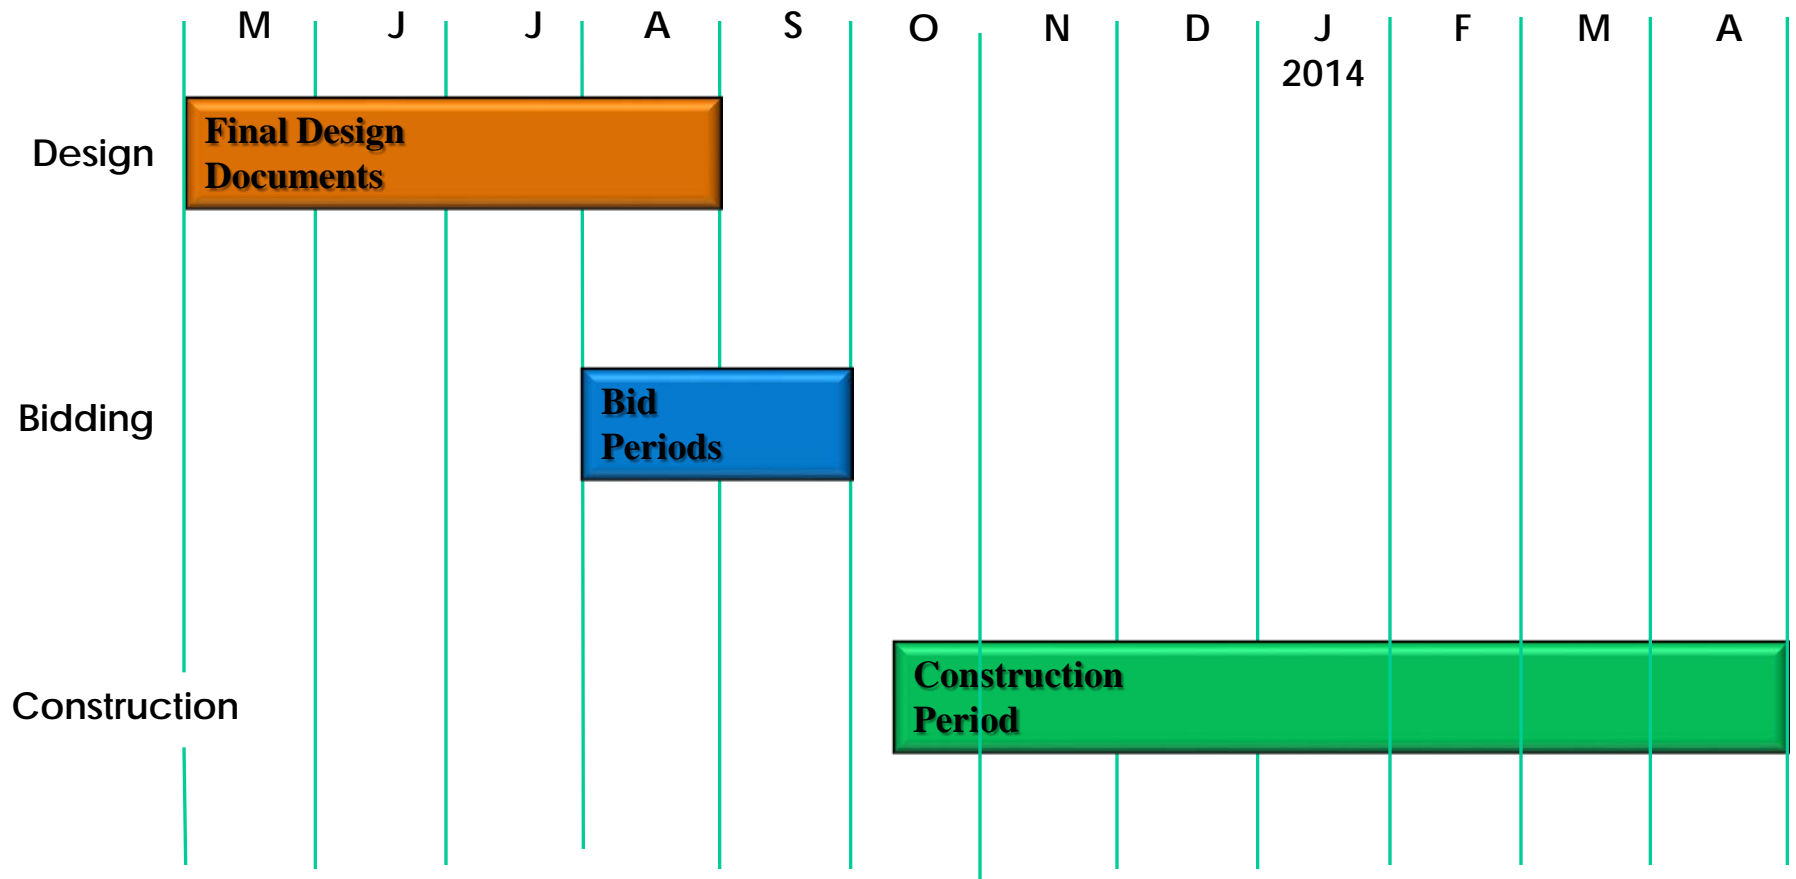 M J J A S O N D J F M A
2014
Design
Final Design
Documents
Bidding
Bid
Periods
Construction
Construction
Period